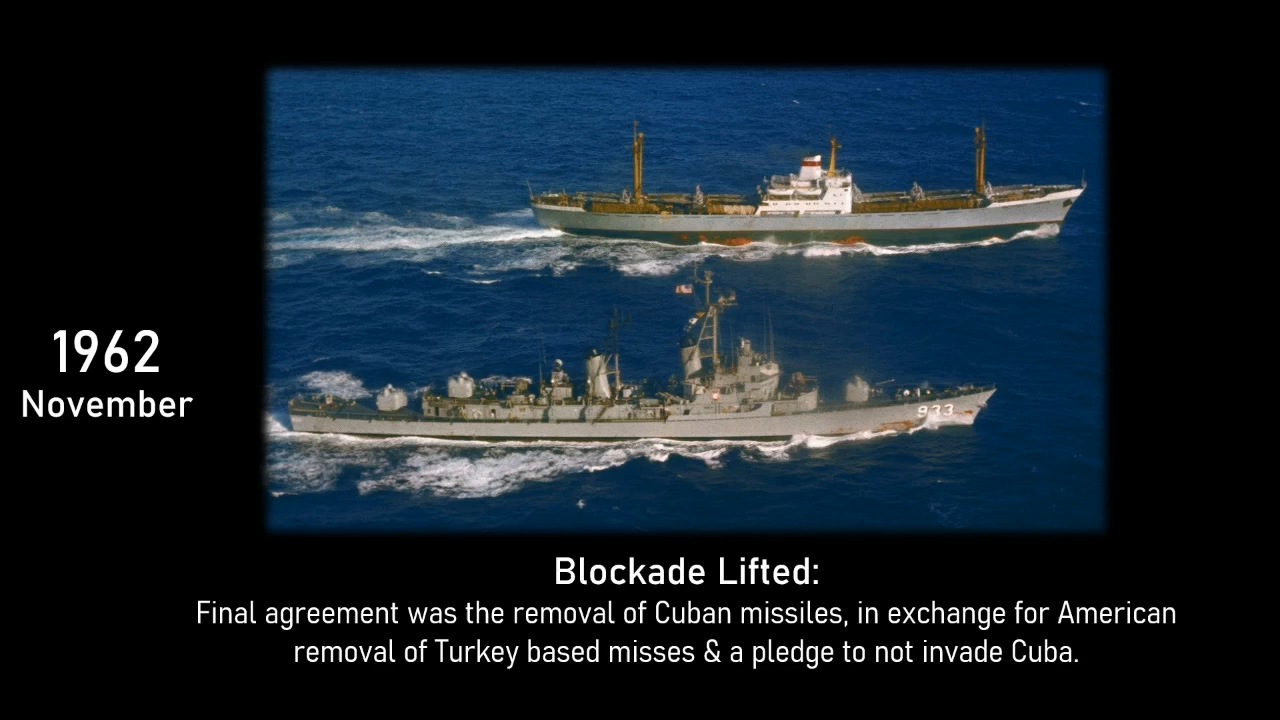 1962
November
933
Blockade Lifted:
Final agreement was the removal of Cuban missiles, in exchange for American
removal of Turkey based misses & a pledge to not invade Cuba.